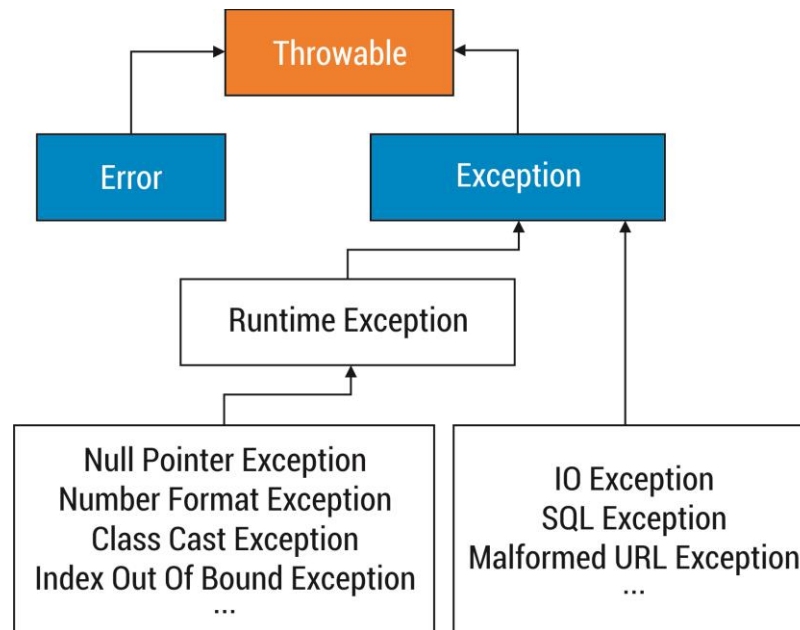 Throwable
Error
Exception
Runtime Exception
Null Pointer Exception
Number Format Exception
Class Cast Exception
Index Out Of Bound Exception
...
IO Exception
SQL Exception
Malformed URL Exception
...